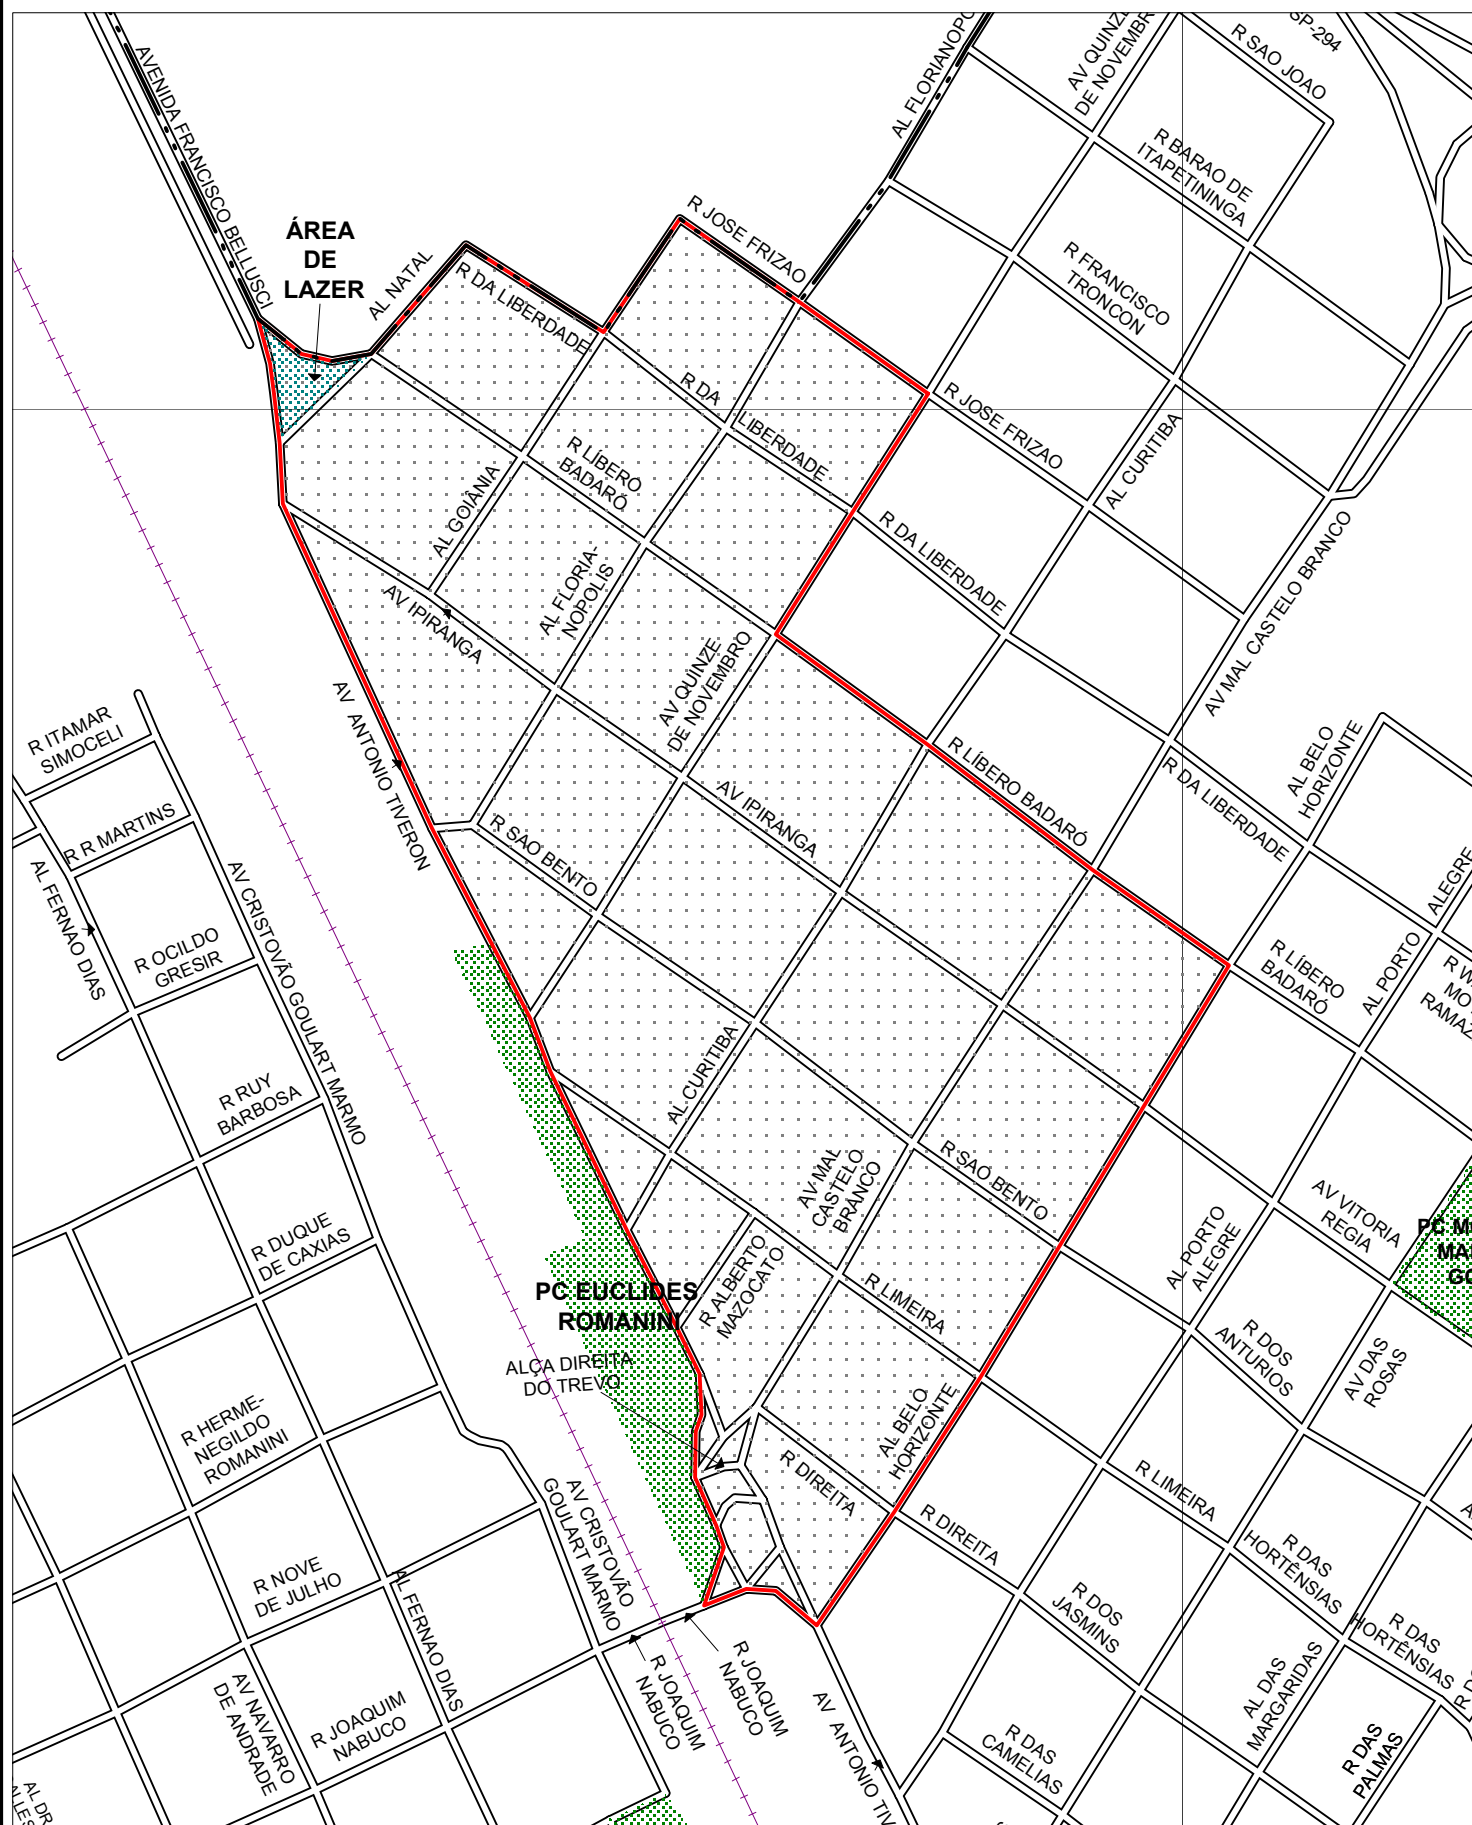 AVENIDA FRANCISCO BELLUSCI
ÁREA
DE
LAZER
AL NATAL
R DA LIBERDADE
R JOSE FRIZAO
AV QUINZE
DE NOVEMBR
R SAO JOAO
SP-294
R BARAO DE
ITAPETININGA
R FRANCISCO
TRONCON
R DA
LIBERDADE
R JOSE FRIZAO
AL CURITIBA
R LÍBERO
BADARÓ
AL GOIÂNIA
AL FLORIA-
NOPOLIS
AV IPIRANGA
R DA LIBERDADE
AV MAL CASTELO BRANCO
AV QUINZE
DE NOVEMBRO
AV ANTONIO TIVERON
R ITAMAR
SIMOCELI
R R MARTINS
AL FERNAO DIAS
R OCILDO
GRESIR
AV CRISTOVÃO GOULART MARMO
R SAO BENTO
AV IPIRANGA
R LÍBERO BADARÓ
R DA LIBERDADE
AL BELO
HORIZONTE
ALEGRE
AL PORTO
R LÍBERO
BADARÓ
R RUY
BARBOSA
AL CURITIBA
R DUQUE
DE CAXIAS
AV MAL
CASTELO
BRANCO
R SAO BENTO
AV VITORIA
REGIA
AL PORTO
ALEGRE
PC EUCLIDES
ROMANINI
R ALBERTO
MAZOCATO
R LIMEIRA
ALÇA DIREITA
DO TREVO
R DOS
ANTURIOS
AV DAS
ROSAS
R HERME-
NEGILDO
ROMANINI
AL BELO
HORIZONTE
R DIREITA
AV CRISTOVÃO
GOULART MARMO
R DIREITA
R LIMEIRA
R DAS
HORTÊNSIAS
R NOVE
DE JULHO
AL FERNAO DIAS
R DOS
JASMINS
R DAS
HORTÊNSIAS
R JOAQUIM
NABUCO
R JOAQUIM
NABUCO
AV NAVARRO
DE ANDRADE
R JOAQUIM
NABUCO
AV ANTONIO TIV
R DAS
CAMELIAS
AL DAS
MARGARIDAS
R DAS
PALMAS
AL DR